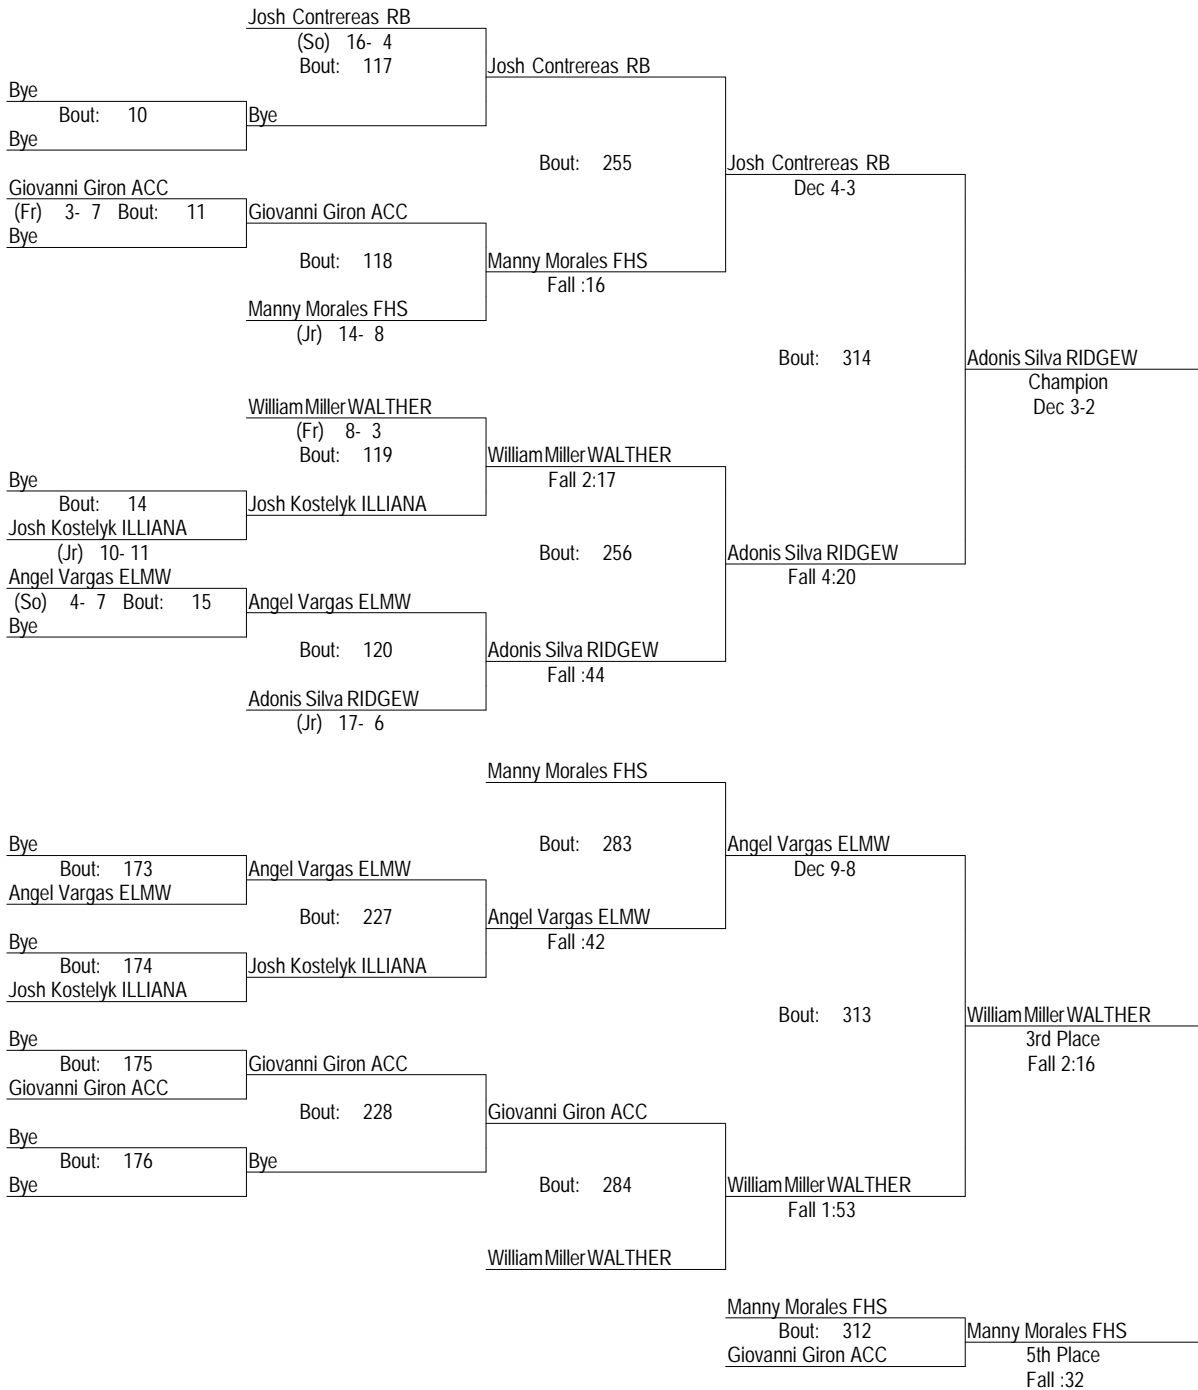 Josh Contrereas RB
(So) 16- 4
Bout: 117
Josh Contrereas RB
Bye
Bout: 10
Bye
Bye
Bout: 255
Josh Contrereas RB
Dec 4-3
Giovanni Giron ACC
(Fr) 3- 7 Bout: 11
Giovanni Giron ACC
Bye
Bout: 118
Manny Morales FHS
Fall :16
Manny Morales FHS
(Jr) 14- 8
Bout: 314
Adonis Silva RIDGEW
Champion
Dec 3-2
William Miller WALTHER
(Fr) 8- 3
Bout: 119
William Miller WALTHER
Fall 2:17
Bye
Bout: 14
Josh Kostelyk ILLIANA
Josh Kostelyk ILLIANA
(Jr) 10- 11
Bout: 256
Adonis Silva RIDGEW
Fall 4:20
Angel Vargas ELMW
(So) 4- 7 Bout: 15
Angel Vargas ELMW
Bye
Bout: 120
Adonis Silva RIDGEW
Fall :44
Adonis Silva RIDGEW
(Jr) 17- 6
Manny Morales FHS
Bout: 283
Angel Vargas ELMW
Dec 9-8
Bye
Bout: 173
Angel Vargas ELMW
Angel Vargas ELMW
Bout: 227
Angel Vargas ELMW
Fall :42
Bye
Bout: 174
Josh Kostelyk ILLIANA
Josh Kostelyk ILLIANA
Bout: 313
William Miller WALTHER
3rd Place
Fall 2:16
Bye
Bout: 175
Giovanni Giron ACC
Giovanni Giron ACC
Bout: 228
Giovanni Giron ACC
Bye
Bout: 176
Bye
Bye
Bout: 284
William Miller WALTHER
Fall 1:53
William Miller WALTHER
Manny Morales FHS
Bout: 312
Manny Morales FHS
Giovanni Giron ACC
5th Place
Fall :32